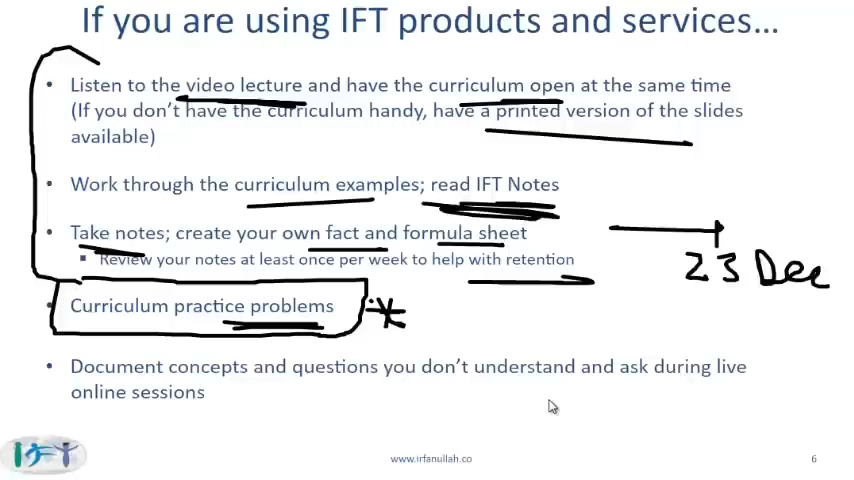 If you are using IFT products and services…
• Listen to the video lecture and have the curriculum open at the same time
(If you don't have the curriculum handy, have a printed version of the slides
available)
• Work through the curriculum examples; read IFT Notes
• Take notes; create your own fact and formula sheet
▪ Review your notes at least once per week to help with retention
23 Dec
• Curriculum practice problems *
• Document concepts and questions you don't understand and ask during live
online sessions
IFT
www.irfanullah.co
6